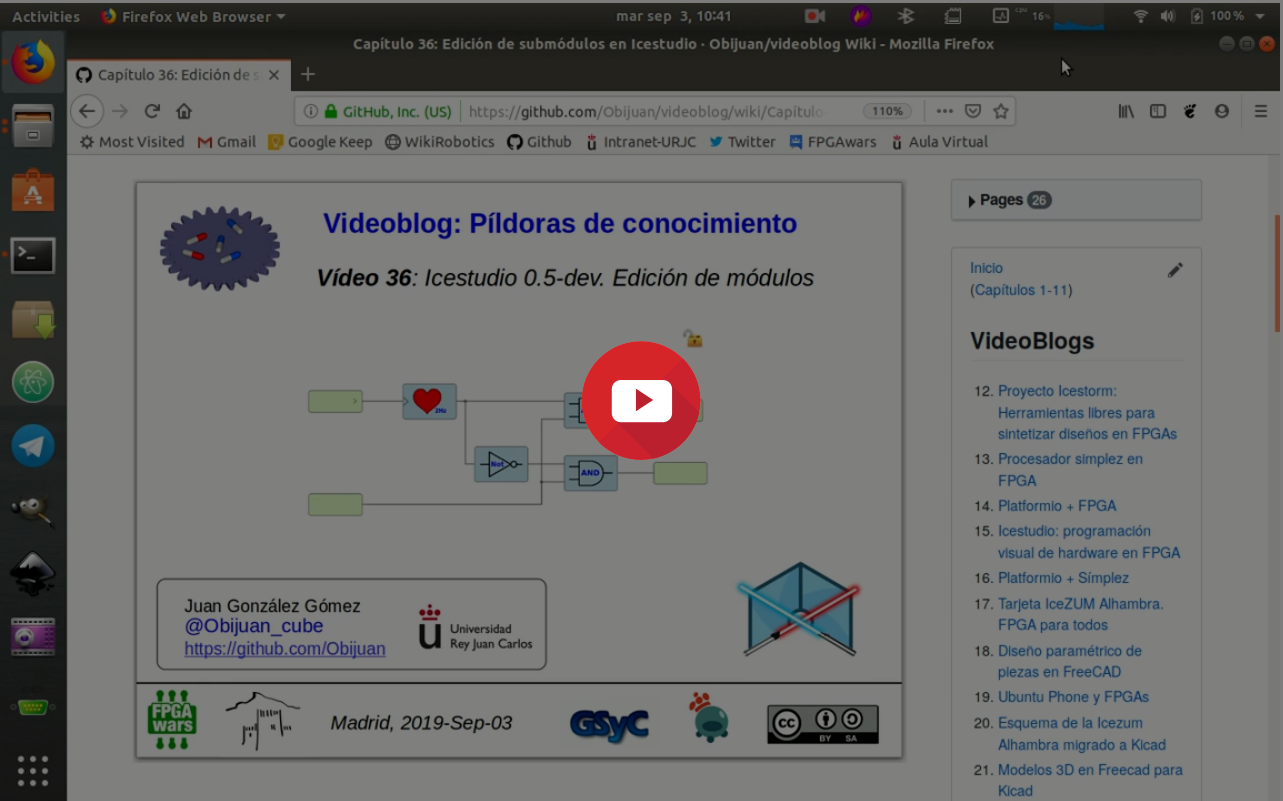 Activities Firefox Web Browser mar sep 3, 10:41 cpu 16% 100 %
Capítulo 36: Edición de submódulos en Icestudio · Obijuan/videoblog Wiki - Mozilla Firefox
Capítulo 36: Edición de s
GitHub, Inc. (US) https://github.com/Obijuan/videoblog/wiki/Capítulo 110%
Most Visited Gmail Google Keep WikiRobotics Github Intranet-URJC Twitter FPGAwars Aula Virtual
Videoblog: Píldoras de conocimiento
Vídeo 36: Icestudio 0.5-dev. Edición de módulos
2Hz
Not
AND
Juan González Gómez
@Obijuan_cube
https://github.com/Obijuan
Universidad
Rey Juan Carlos
FPGA
wars
Madrid, 2019-Sep-03
GSyC
cc
BY SA
Pages 26
Inicio
(Capítulos 1-11)
VideoBlogs
12. Proyecto Icestorm:
Herramientas libres para
sintetizar diseños en FPGAs
13. Procesador simplez en
FPGA
14. Platformio + FPGA
15. Icestudio: programación
visual de hardware en FPGA
16. Platformio + Símplez
17. Tarjeta IceZUM Alhambra.
FPGA para todos
18. Diseño paramétrico de
piezas en FreeCAD
19. Ubuntu Phone y FPGAs
20. Esquema de la Icezum
Alhambra migrado a Kicad
21. Modelos 3D en Freecad para
Kicad